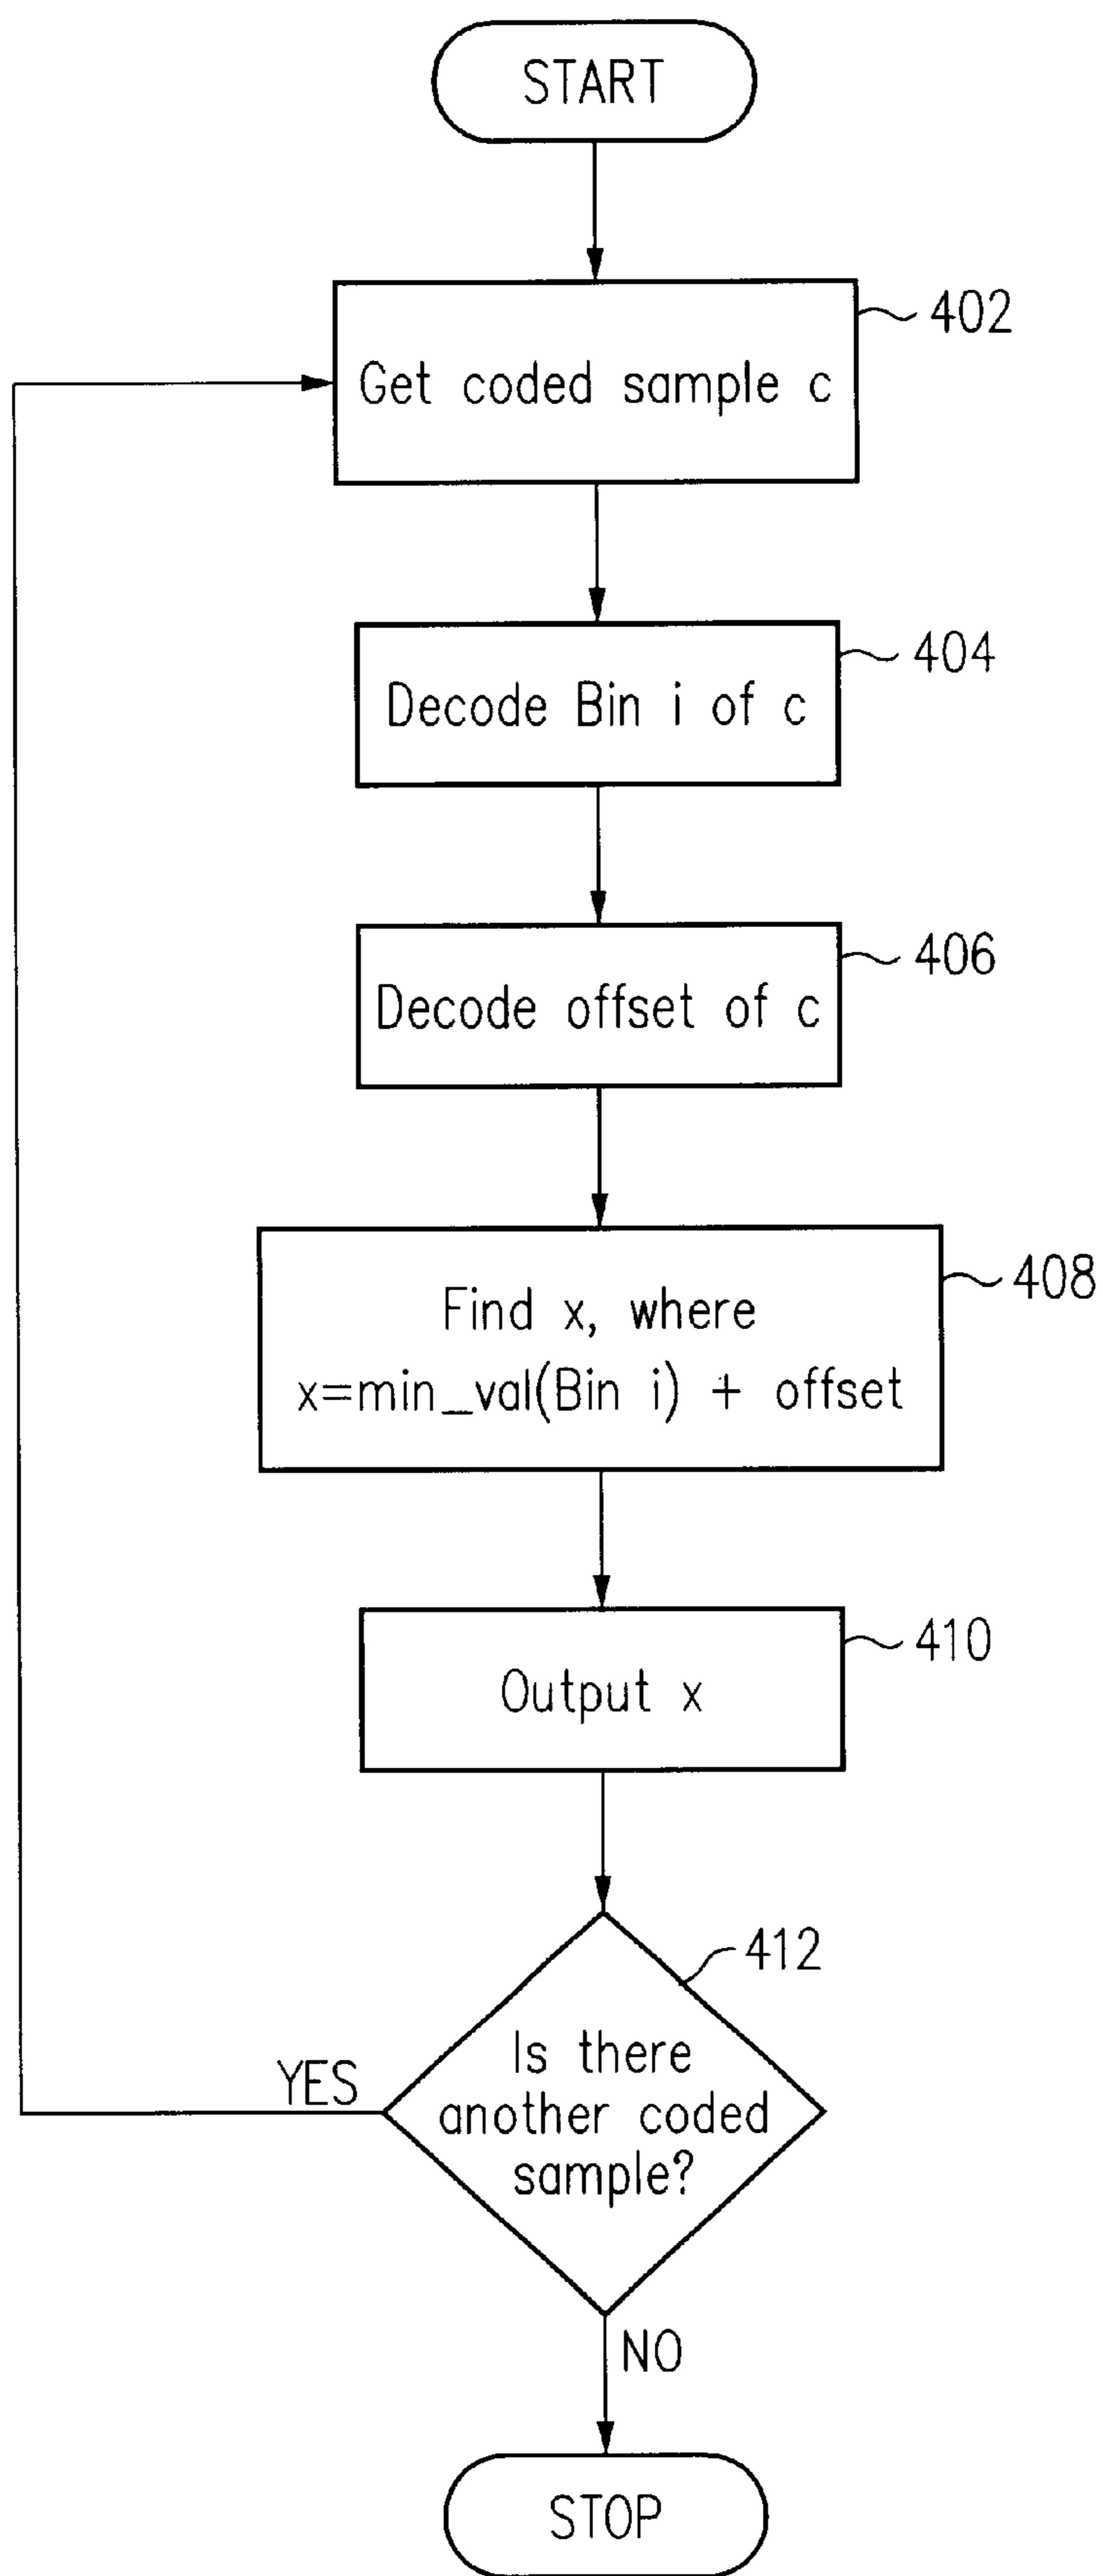 START
402
Get coded sample c
404
Decode Bin i of c
406
Decode offset of c
408
Find x, where
x=min_val(Bin i) + offset
410
Output x
412
Is there
another coded
sample?
YES
NO
STOP